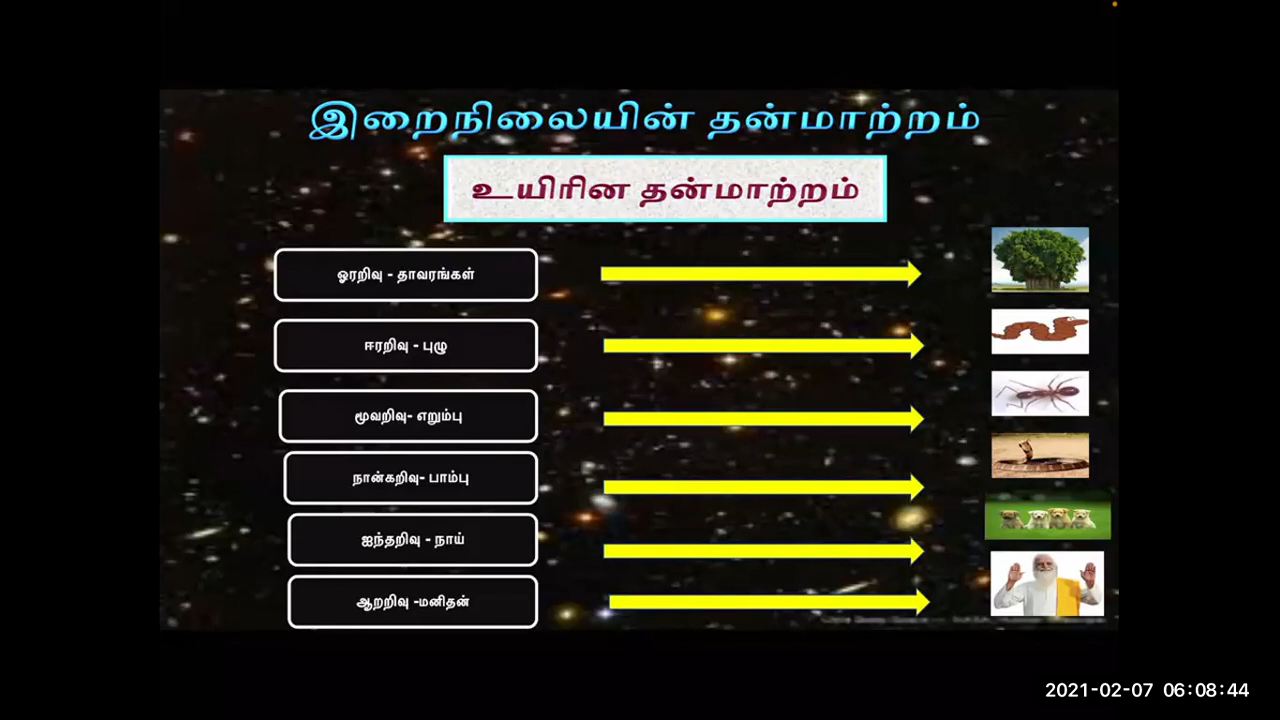 இறைநிலையின் தன்மாற்றம்
உயிரின தன்மாற்றம்
ஓரறிவு - தாவரங்கள்
ஈரறிவு - புழு
மூவறிவு- எறும்பு
நான்கறிவு- பாம்பு
ஐந்தறிவு - நாய்
ஆறறிவு -மனிதன்
2021-02-07 06:08:44